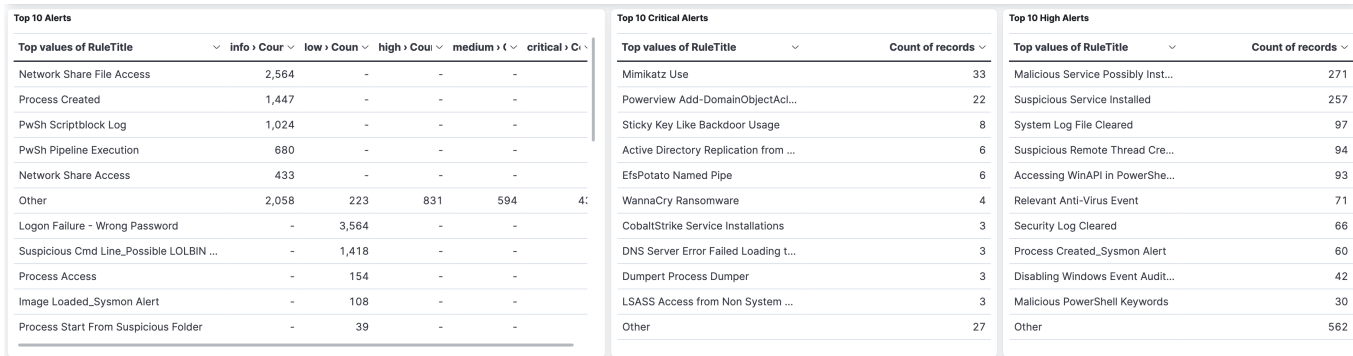 Top 10 Alerts
Top values of RuleTitle info › Coun low › Coun high › Coun medium › ( critical › Co
Network Share File Access 2,564 - - - -
Process Created 1,447 - - - -
PwSh Scriptblock Log 1,024 - - - -
PwSh Pipeline Execution 680 - - - -
Network Share Access 433 - - - -
Other 2,058 223 831 594
Logon Failure - Wrong Password - 3,564 - -
Suspicious Cmd Line_Possible LOLBIN ... - 1,418 - -
Process Access - 154 - -
Image Loaded_Sysmon Alert - 108 - -
Process Start From Suspicious Folder - 39 - -
Top 10 Critical Alerts
Top values of RuleTitle Count of records
Mimikatz Use 33
Powerview Add-DomainObjectAcl... 22
Sticky Key Like Backdoor Usage 8
Active Directory Replication from ... 6
EfsPotato Named Pipe 6
WannaCry Ransomware 4
CobaltStrike Service Installations 3
DNS Server Error Failed Loading t... 3
Dumpert Process Dumper 3
LSASS Access from Non System ... 3
Other 27
Top 10 High Alerts
Top values of RuleTitle Count of records
Malicious Service Possibly Inst... 271
Suspicious Service Installed 257
System Log File Cleared 97
Suspicious Remote Thread Cre... 94
Accessing WinAPI in PowerShe... 93
Relevant Anti-Virus Event 71
Security Log Cleared 66
Process Created_Sysmon Alert 60
Disabling Windows Event Audit... 42
Malicious PowerShell Keywords 30
Other 562